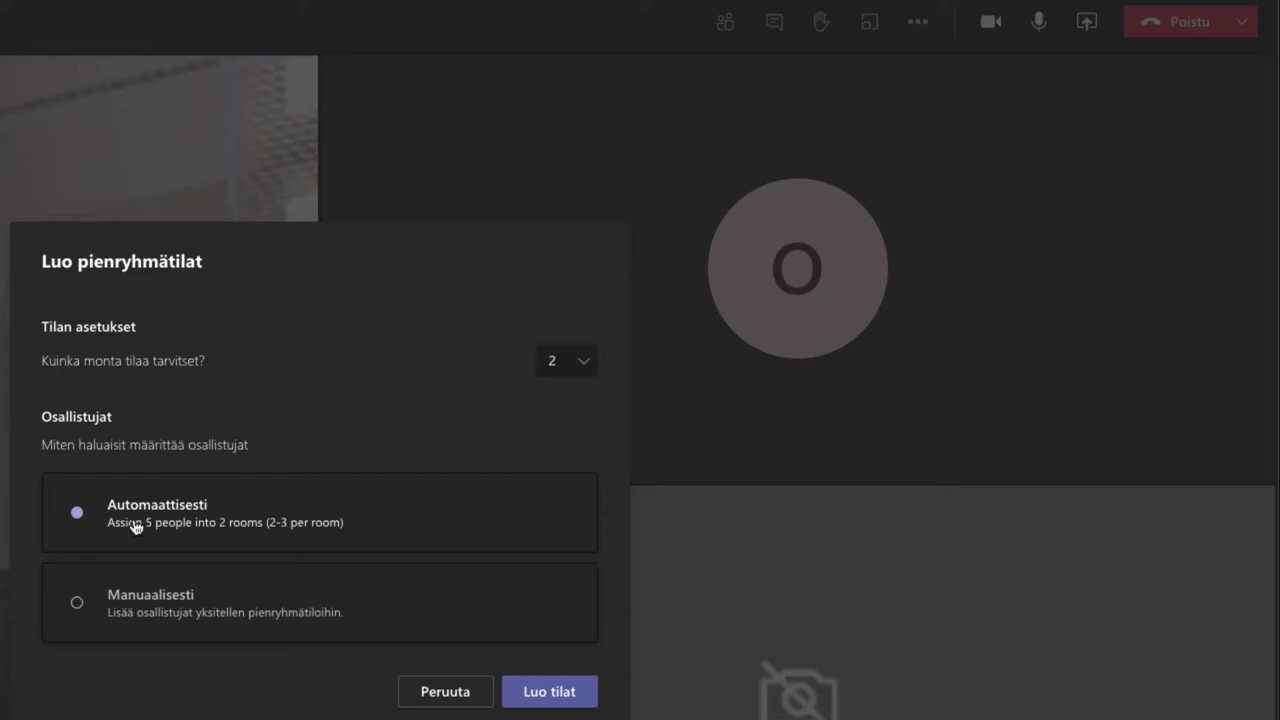 Poistu
O
Luo pienryhmätilat
Tilan asetukset
Kuinka monta tilaa tarvitset?
2
Osallistujat
Miten haluaisit määrittää osallistujat
Automaattisesti
Assign 5 people into 2 rooms (2-3 per room)
Manuaalisesti
Lisää osallistujat yksitellen pienryhmätiloihin.
Peruuta
Luo tilat